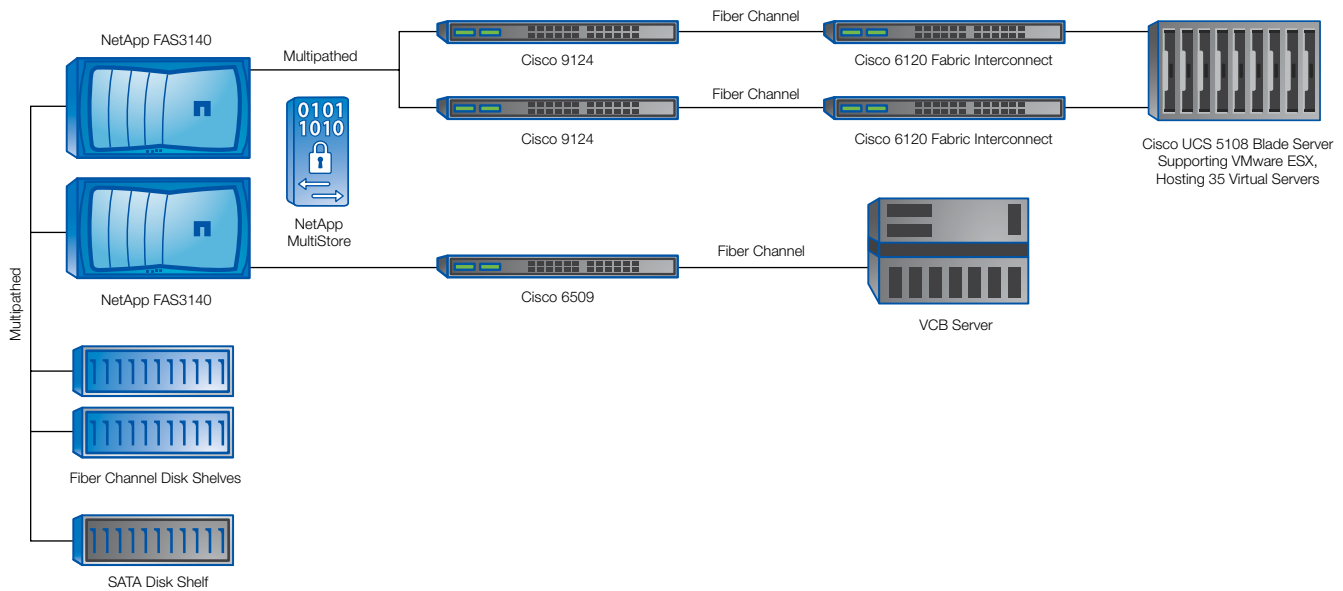 NetApp FAS3140
Multipathed
Fiber Channel
Cisco 9124
Cisco 6120 Fabric Interconnect
0101
1010
Fiber Channel
Cisco 9124
Cisco 6120 Fabric Interconnect
Cisco UCS 5108 Blade Server
Supporting VMware ESX,
Hosting 35 Virtual Servers
NetApp
MultiStore
NetApp FAS3140
Fiber Channel
Cisco 6509
VCB Server
Multipathed
Fiber Channel Disk Shelves
SATA Disk Shelf